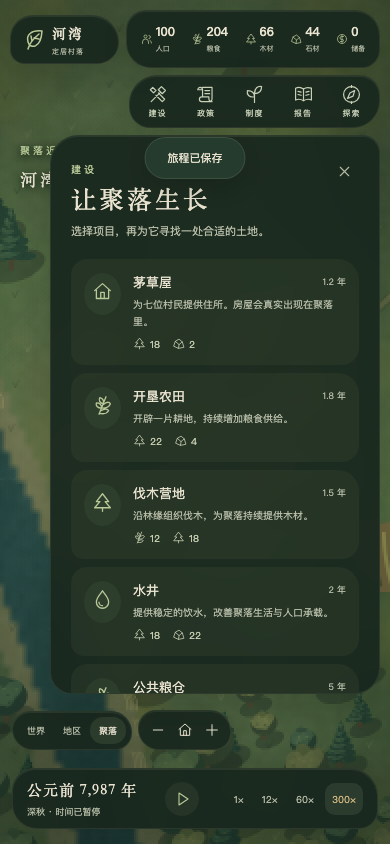 河湾
定居村落
100
人口
204
粮食
66
木材
44
石材
0
储备
建设
政策
制度
报告
探索
聚落近
河湾
旅程已保存
建设
让聚落生长
选择项目，再为它寻找一处合适的土地。
茅草屋
1.2 年
为七位村民提供住所。房屋会真实出现在聚落
里。
18 2
开垦农田
1.8 年
开辟一片耕地，持续增加粮食供给。
22 4
伐木营地
1.5 年
沿林缘组织伐木，为聚落持续提供木材。
12 18
水井
2 年
提供稳定的饮水，改善聚落生活与人口承载。
18 22
公共粮仓
5 年
世界 地区 聚落
公元前 7,987 年
深秋 · 时间已暂停
1× 12× 60× 300×